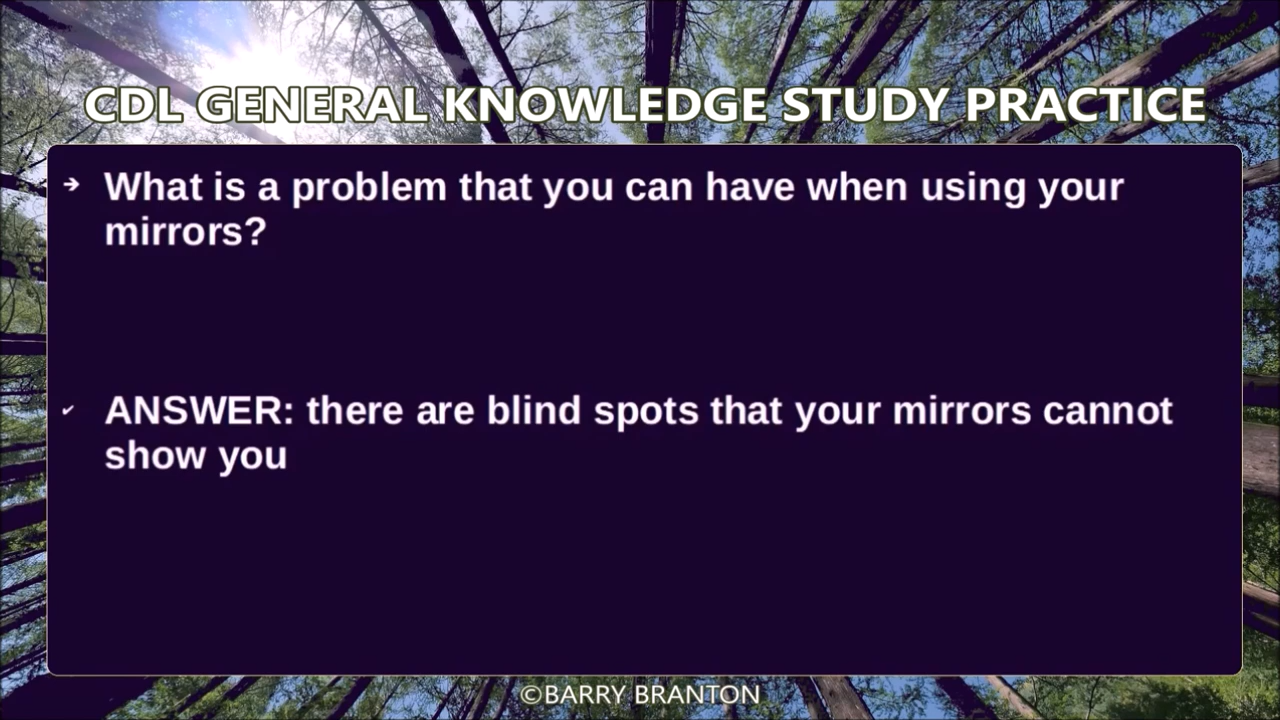 CDL GENERAL KNOWLEDGE STUDY PRACTICE
What is a problem that you can have when using your
mirrors?
ANSWER: there are blind spots that your mirrors cannot
show you
©BARRY BRANTON